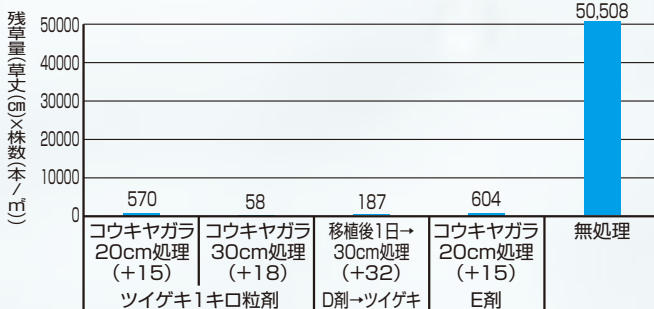 残草量(草丈(㎝)×株数(本/㎡))
50,508
50000
40000
30000
20000
10000
0
570
58
187
604
コウキヤガラ
20cm処理
(+15)
コウキヤガラ
30cm処理
(+18)
移植後1日→
30cm処理
(+32)
コウキヤガラ
20cm処理
(+15)
無処理
ツイゲキ1キロ粒剤
D剤→ツイゲキ
E剤